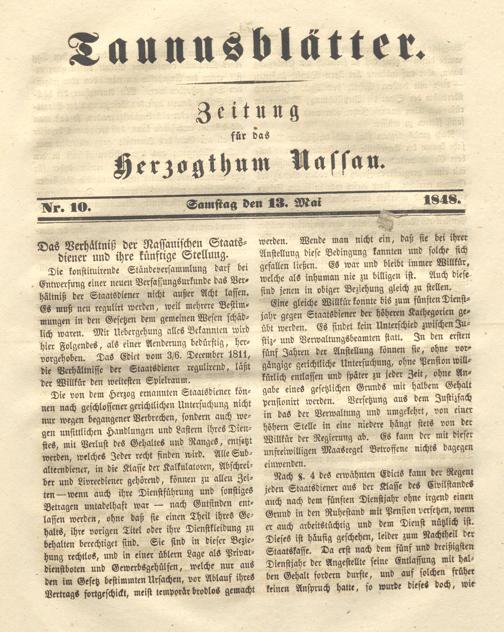 Taunusblätter.
Zeitung
für das
Herzogthum Nassau.
Nr. 10. Samstag den 13. Mai 1848.
Das Verhältniß der Nassauischen Staats-
diener und ihre künftige Stellung.
Die konstituirende Ständeversammlung darf bei
Entwerfung einer neuen Verfassungsurkunde das Ver-
hältniß der Staatsdiener nicht außer Acht lassen.
Es muß neu regulirt werden, weil mehrere Bestim-
mungen in den Gesetzen dem gemeinen Wesen schäd-
lich waren. Mit Uebergehung alles Bekannten wird
hier Folgendes, als einer Aenderung bedürftig, her-
vorgehoben. Das Edict vom 3/6. December 1811,
die Verhältnisse der Staatsdiener regulirend, läßt
der Willkür den weitesten Spielraum.
Die von dem Herzog ernannten Staatsdiener kön-
nen nach geschlossener gerichtlichen Untersuchung nicht
nur wegen begangener Verbrechen, sondern auch we-
gen unsittlichen Handlungen und Lastern ihres Dien-
stes, mit Verlust des Gehaltes und Ranges, entsetzt
werden, welches Jeder recht finden wird. Alle Sub-
alternen diener, in die Klasse der Kalkulatoren, Abschrei-
ber und Livreediener gehörend, können zu allen Zei-
ten — wenn auch ihre Dienstführung und sonstiges
Betragen untadelhaft war — nach Gutfinden ent-
lassen werden, ohne daß sie einen Theil ihres Ge-
halts, ihre vorigen Titel oder ihre Dienstkleidung zu
behalten berechtiget sind. Sie sind in dieser Bezie-
hung rechtlos, und in einer üblern Lage als Privat-
dienstboten und Gewerbsgehülfen, welche nur aus
den im Gesetz bestimmten Ursachen, vor Ablauf ihres
Vertrags fortgeschickt, meist temporär brodlos gemacht
werden. Wende man nicht ein, daß sie bei ihrer
Anstellung diese Bedingung kannten und solche sich
gefallen ließen. Es war und bleibt immer Willkür,
welche als inhuman nie zu billigen ist. Auch diese
sind jenen in obiger Beziehung gleich zu stellen.
Eine gleiche Willkür konnte bis zum fünften Dienst-
jahr gegen Staatsdiener der höheren Kathegorien ge-
übt werden. Es findet kein Unterschied zwischen Ju-
stiz- und Verwaltungsbeamten statt. In den ersten
fünf Jahren der Anstellung können sie, ohne vor-
gängige gerichtliche Untersuchung, ohne Pension will-
kürlich entlassen und später zu jeder Zeit, ohne An-
gabe eines gesetzlichen Grunds mit halbem Gehalt
pensionirt werden. Versetzung aus dem Justizfach
in das der Verwaltung und umgekehrt, von einer
höhern Stelle in eine niedere hängt stets von der
Willkür der Regierung ab. Es kann der mit dieser
unfreiwilligen Maasregel Betroffene nichts dagegen
einwenden.
Nach §. 4 des erwähnten Edicts kann der Regent
jeden Staatsdiener aus der Klasse des Civilstandes
auch nach dem fünften Dienstjahr ohne irgend einen
Grund in den Ruhestand mit Pension versetzen, wenn
er auch arbeitstüchtig und dem Dienst nützlich ist.
Dieses ist häufig geschehen, leider zum Nachtheil der
Staatskasse. Da erst nach dem fünf und dreißigsten
Dienstjahr der Angestellte seine Entlassung mit hal-
ben Gehalt fordern durfte, und auf solchen früher
keinen Anspruch hatte, so wurde dieses doch, wie